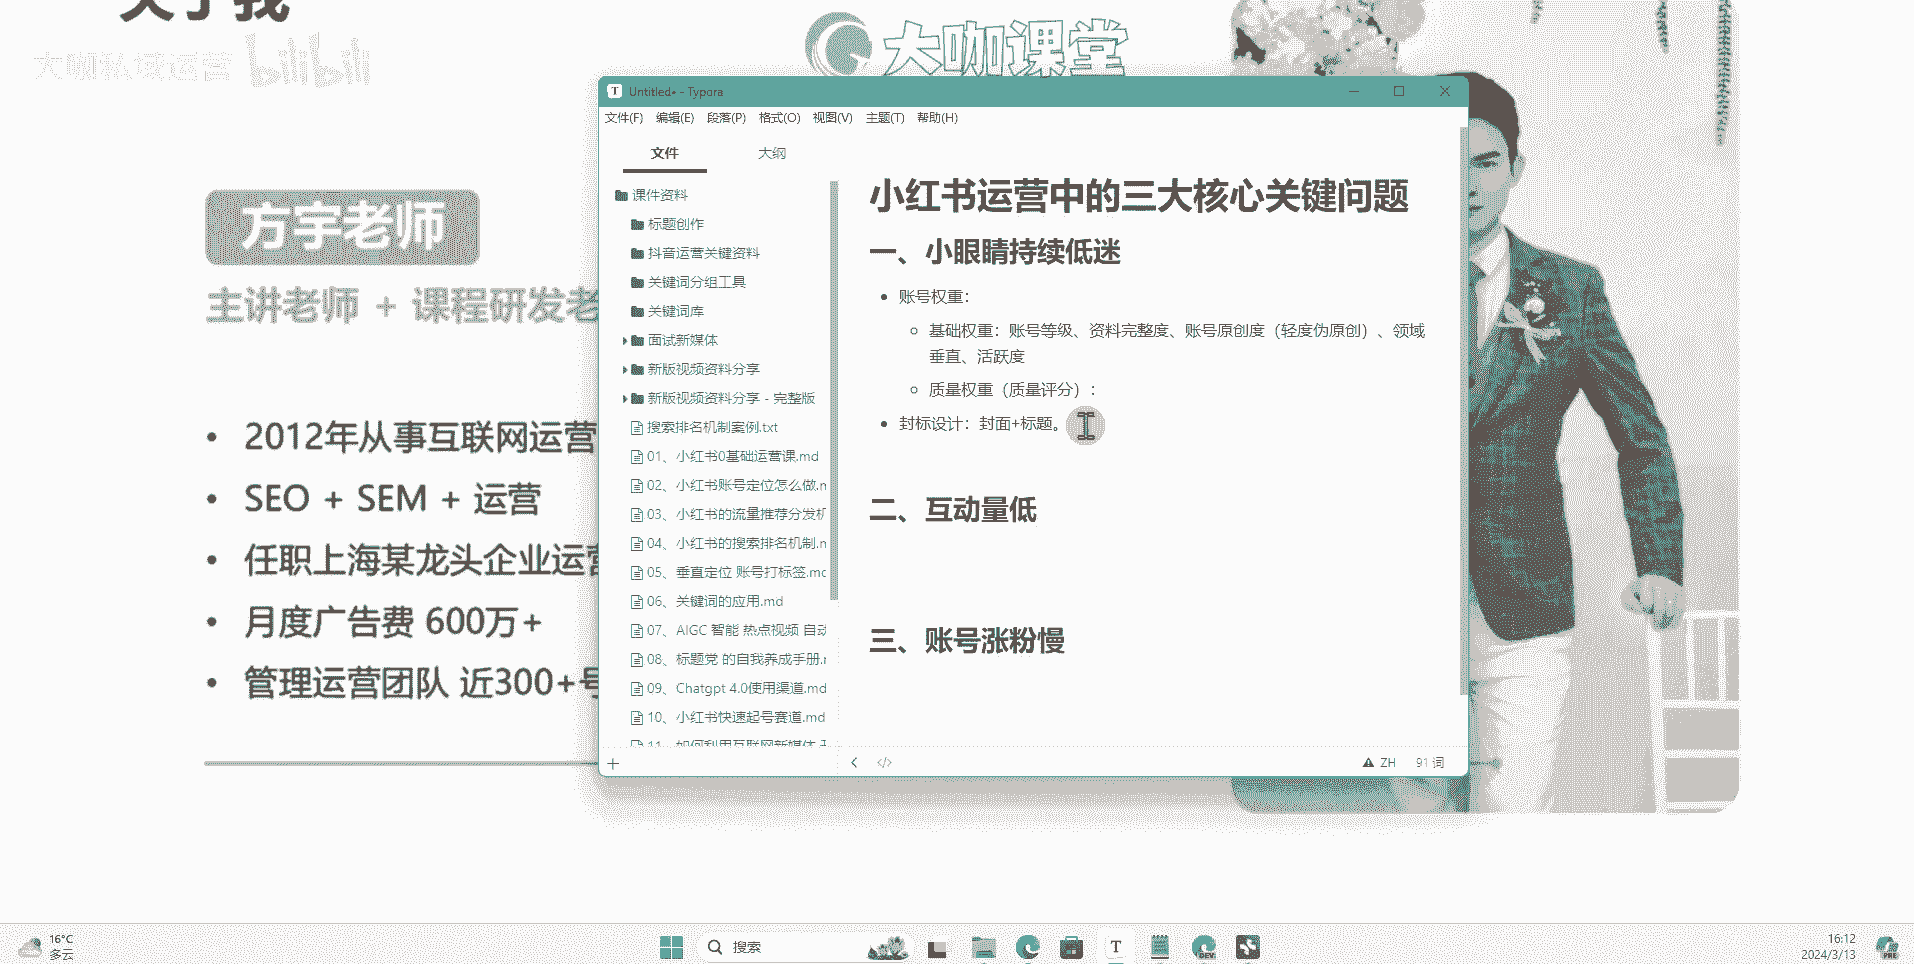 关于我
大咖私域运营 bilibili
大咖课堂
方宇老师
主讲老师 + 课程研发老
2012年从事互联网运营
SEO + SEM + 运营
任职上海某龙头企业运营
月度广告费 600万+
管理运营团队 近300+号
Untitled• - Typora
文件(F) 编辑(E) 段落(P) 格式(O) 视图(V) 主题(T) 帮助(H)
文件 大纲
课件资料
标题创作
抖音运营关键资料
关键词分组工具
关键词库
面试新媒体
新版视频资料分享
新版视频资料分享 - 完整版
搜索排名机制案例.txt
01、小红书0基础运营课.md
02、小红书账号定位怎么做.m
03、小红书的流量推荐分发机
04、小红书的搜索排名机制.m
05、垂直定位 账号打标签.md
06、关键词的应用.md
07、AIGC 智能 热点视频 自动
08、标题党 的自我养成手册.m
09、Chatgpt 4.0使用渠道.md
10、小红书快速起号赛道.md
11、如何利用互联网新媒体
小红书运营中的三大核心关键问题
一、小眼睛持续低迷
账号权重：
基础权重：账号等级、资料完整度、账号原创度（轻度伪原创）、领域
垂直、活跃度
质量权重（质量评分）：
封标设计：封面+标题。
二、互动量低
三、账号涨粉慢
ZH 91 词
16°C
多云
搜索
DEV
16:12
2024/3/13
PRE